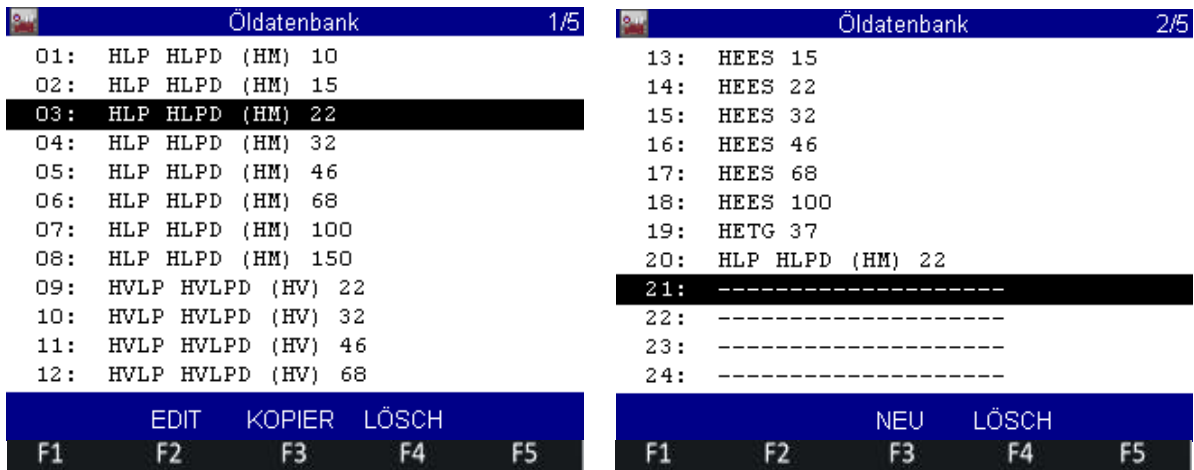 Öldatenbank 1/5
01: HLP HLPD (HM) 10
02: HLP HLPD (HM) 15
03: HLP HLPD (HM) 22
04: HLP HLPD (HM) 32
05: HLP HLPD (HM) 46
06: HLP HLPD (HM) 68
07: HLP HLPD (HM) 100
08: HLP HLPD (HM) 150
09: HVLP HVLPD (HV) 22
10: HVLP HVLPD (HV) 32
11: HVLP HVLPD (HV) 46
12: HVLP HVLPD (HV) 68
EDIT KOPIER LÖSCH
F1 F2 F3 F4 F5
Öldatenbank 2/5
13: HEES 15
14: HEES 22
15: HEES 32
16: HEES 46
17: HEES 68
18: HEES 100
19: HETG 37
20: HLP HLPD (HM) 22
21: --------------------
22: --------------------
23: --------------------
24: --------------------
NEU LÖSCH
F1 F2 F3 F4 F5